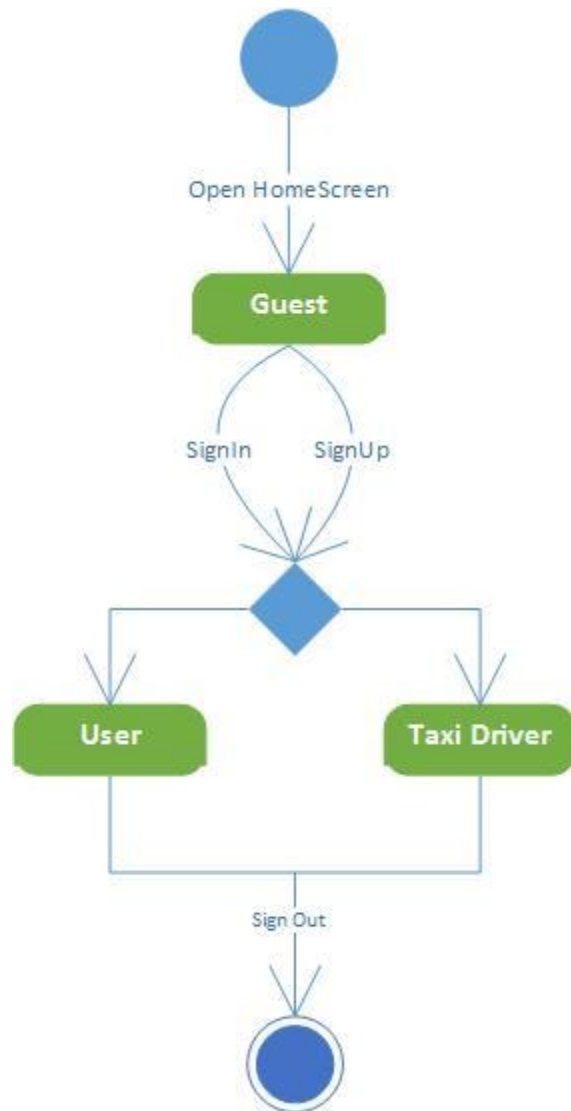 Open HomeScreen
Guest
SignIn
SignUp
User
Taxi Driver
Sign Out